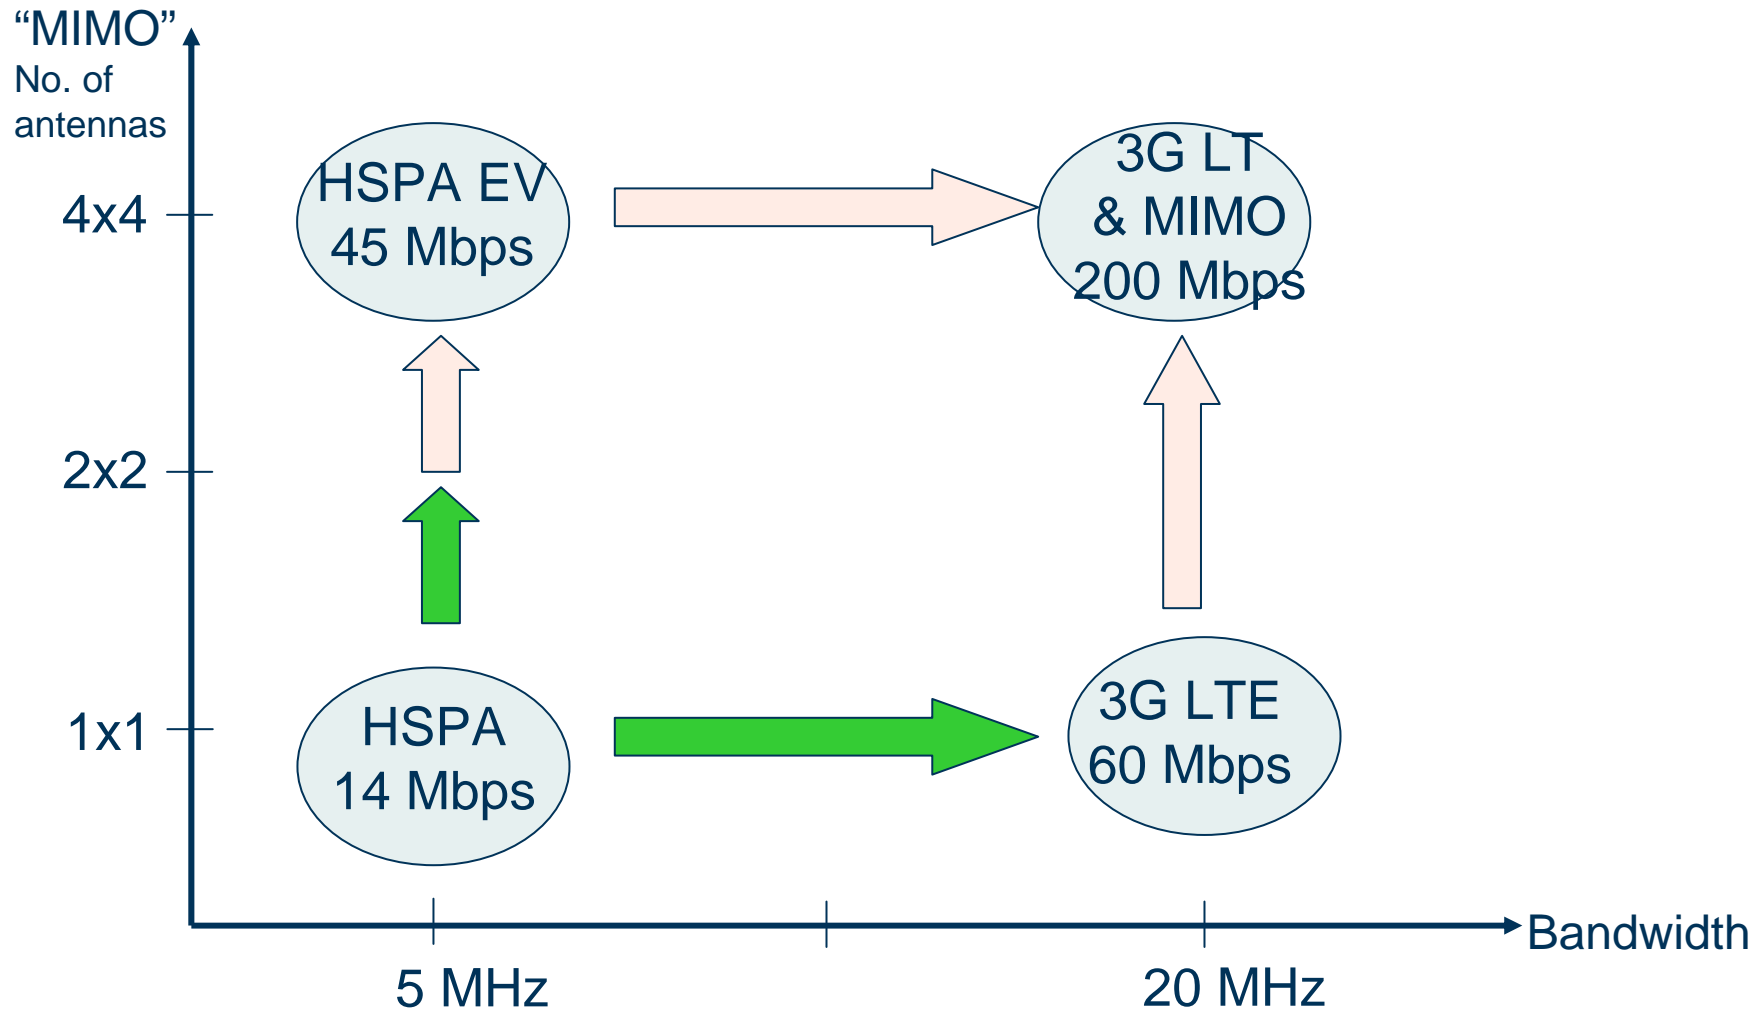 “MIMO”
No. of
antennas
HSPA EV
45 Mbps
3G LT
& MIMO
200 Mbps
4x4
2x2
1x1
HSPA
14 Mbps
3G LTE
60 Mbps
Bandwidth
5 MHz
20 MHz